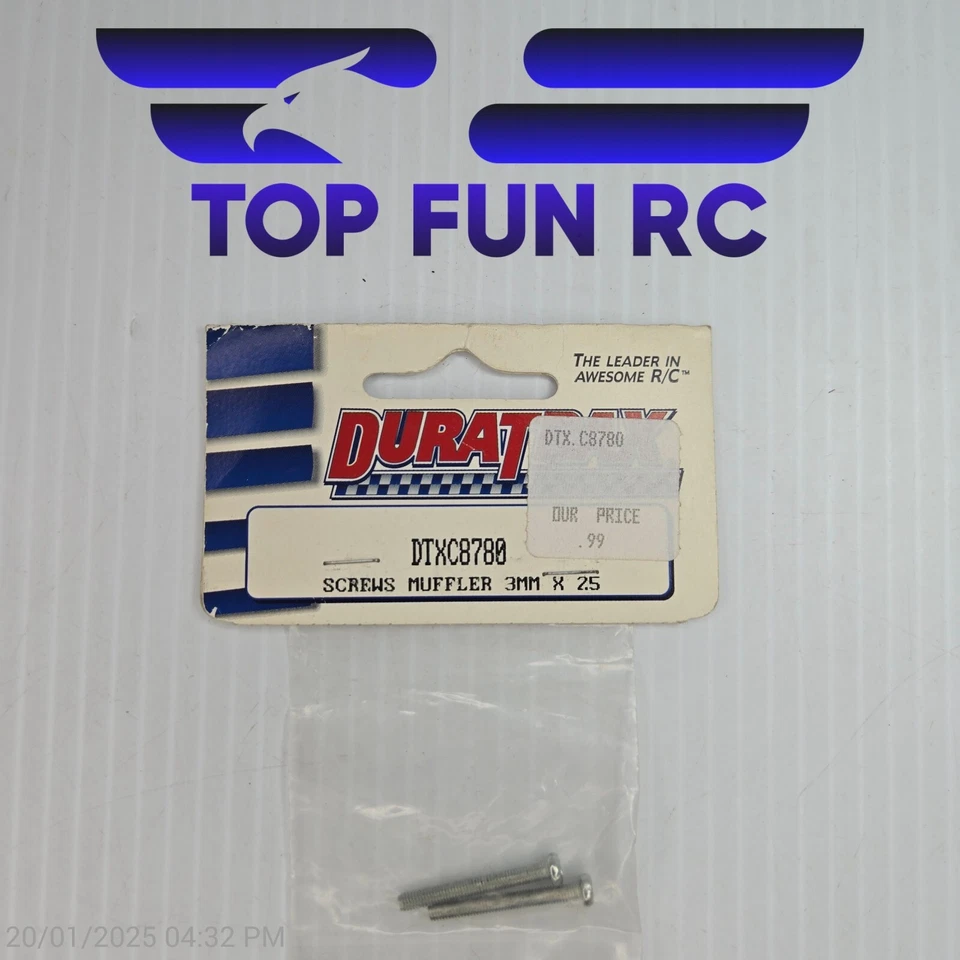 TOP FUN RC
THE LEADER IN
AWESOME R/C™
DURATRAX
DTX.C8780
OUR PRICE
.99
DTXC8780
SCREWS MUFFLER 3MM X 25
20/01/2025 04:32 PM